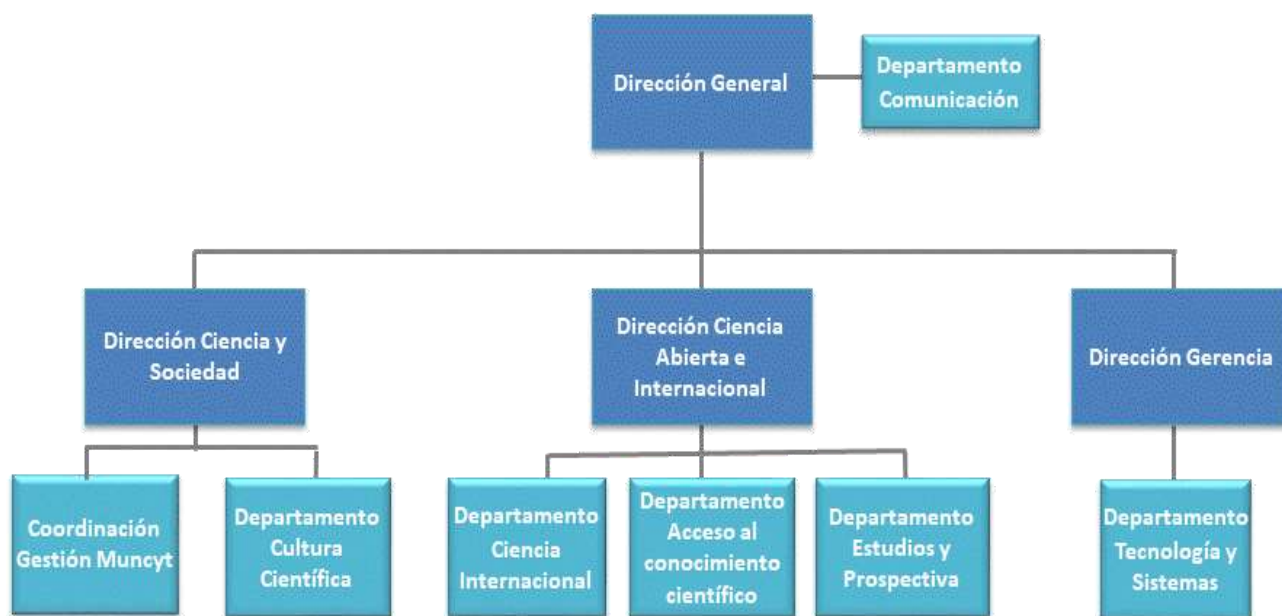 Dirección General
Departamento
Comunicación
Dirección Ciencia y
Sociedad
Dirección Ciencia
Abierta e
Internacional
Dirección Gerencia
Coordinación
Gestión Muncyt
Departamento
Cultura
Científica
Departamento
Ciencia
Internacional
Departamento
Acceso al
conocimiento
científico
Departamento
Estudios y
Prospectiva
Departamento
Tecnología y
Sistemas